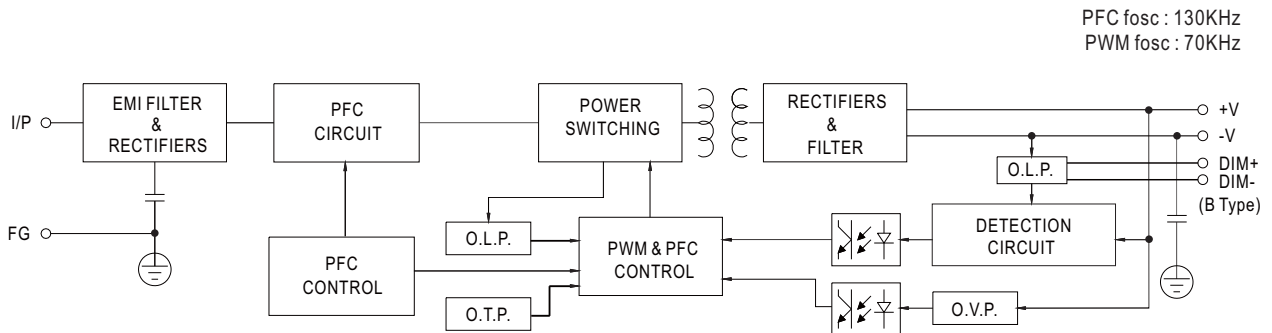 PFC fosc : 130KHz
PWM fosc : 70KHz
I/P
EMI FILTER
&
RECTIFIERS
PFC
CIRCUIT
POWER
SWITCHING
RECTIFIERS
&
FILTER
+V
-V
DIM+
DIM-
(B Type)
O.L.P.
FG
O.L.P.
DETECTION
CIRCUIT
PFC
CONTROL
PWM & PFC
CONTROL
O.T.P.
O.V.P.